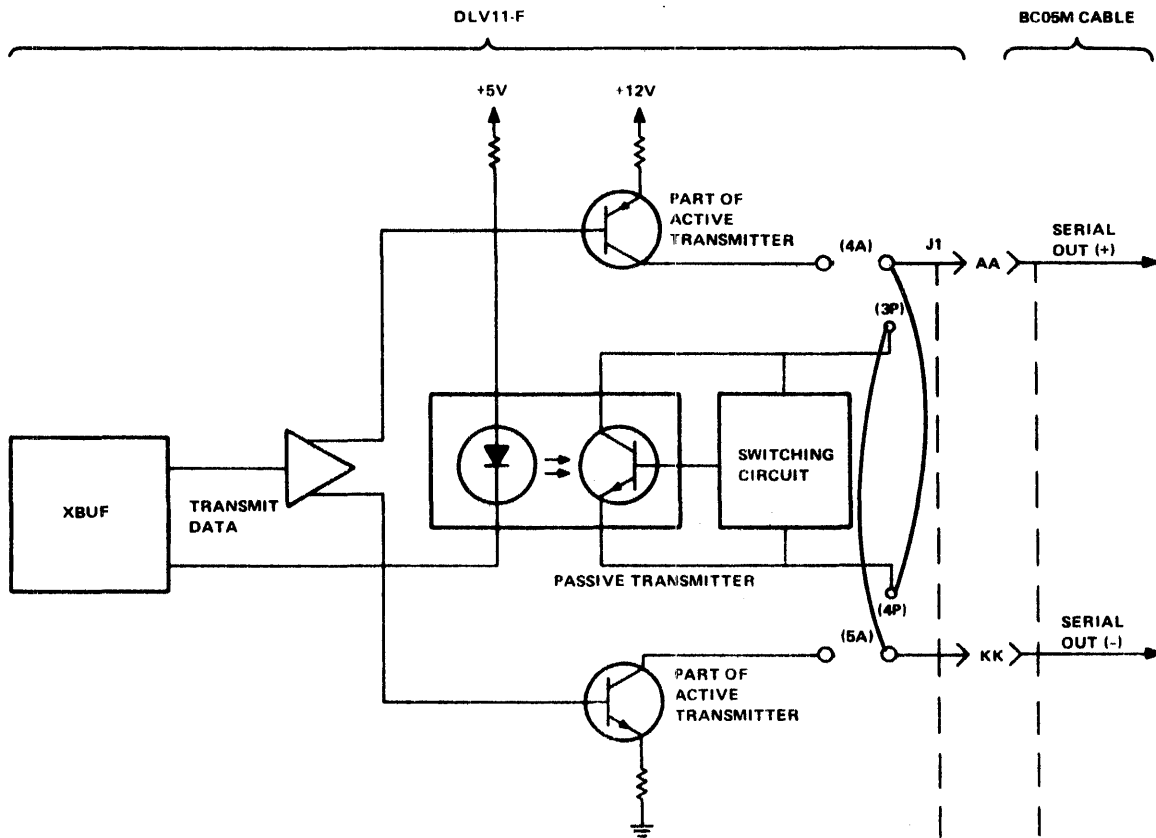 DLV11-F
BC05M CABLE
+5V
+12V
PART OF
ACTIVE
TRANSMITTER
(4A)
J1
AA
SERIAL
OUT (+)
(3P)
XBUF
TRANSMIT
DATA
SWITCHING
CIRCUIT
PASSIVE TRANSMITTER
(4P)
(5A)
KK
SERIAL
OUT (-)
PART OF
ACTIVE
TRANSMITTER